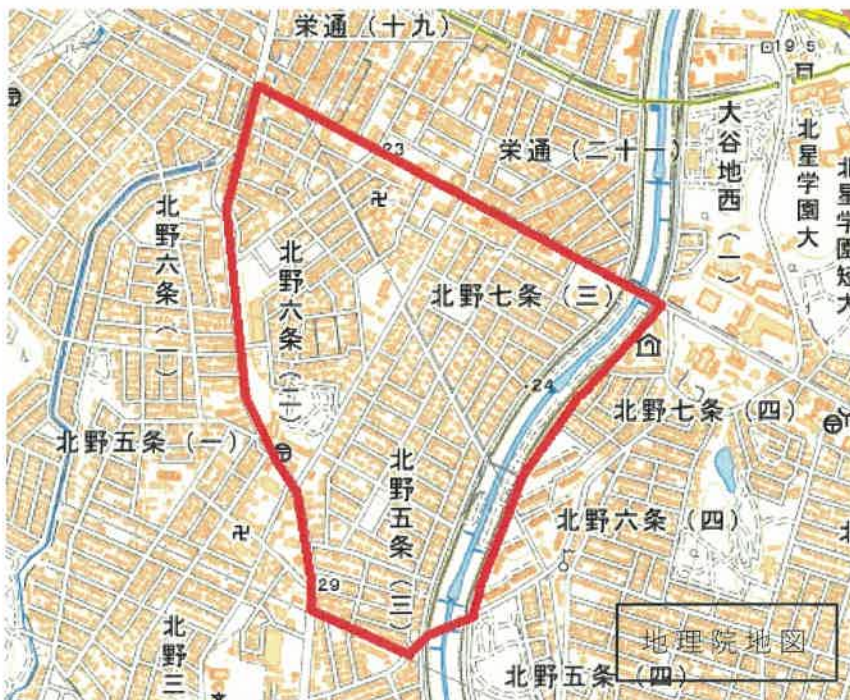 栄通(十九)
19 5
23
栄通(二十一)
大谷地西(一)
北星学園大
北星学園短大
北野六条(一)
北野六条(二)
北野七条(三)
24
北野七条(四)
北野五条(一)
北野五条(三)
北野六条(四)
29
北野三
北
地理院地図
北野五条(四)